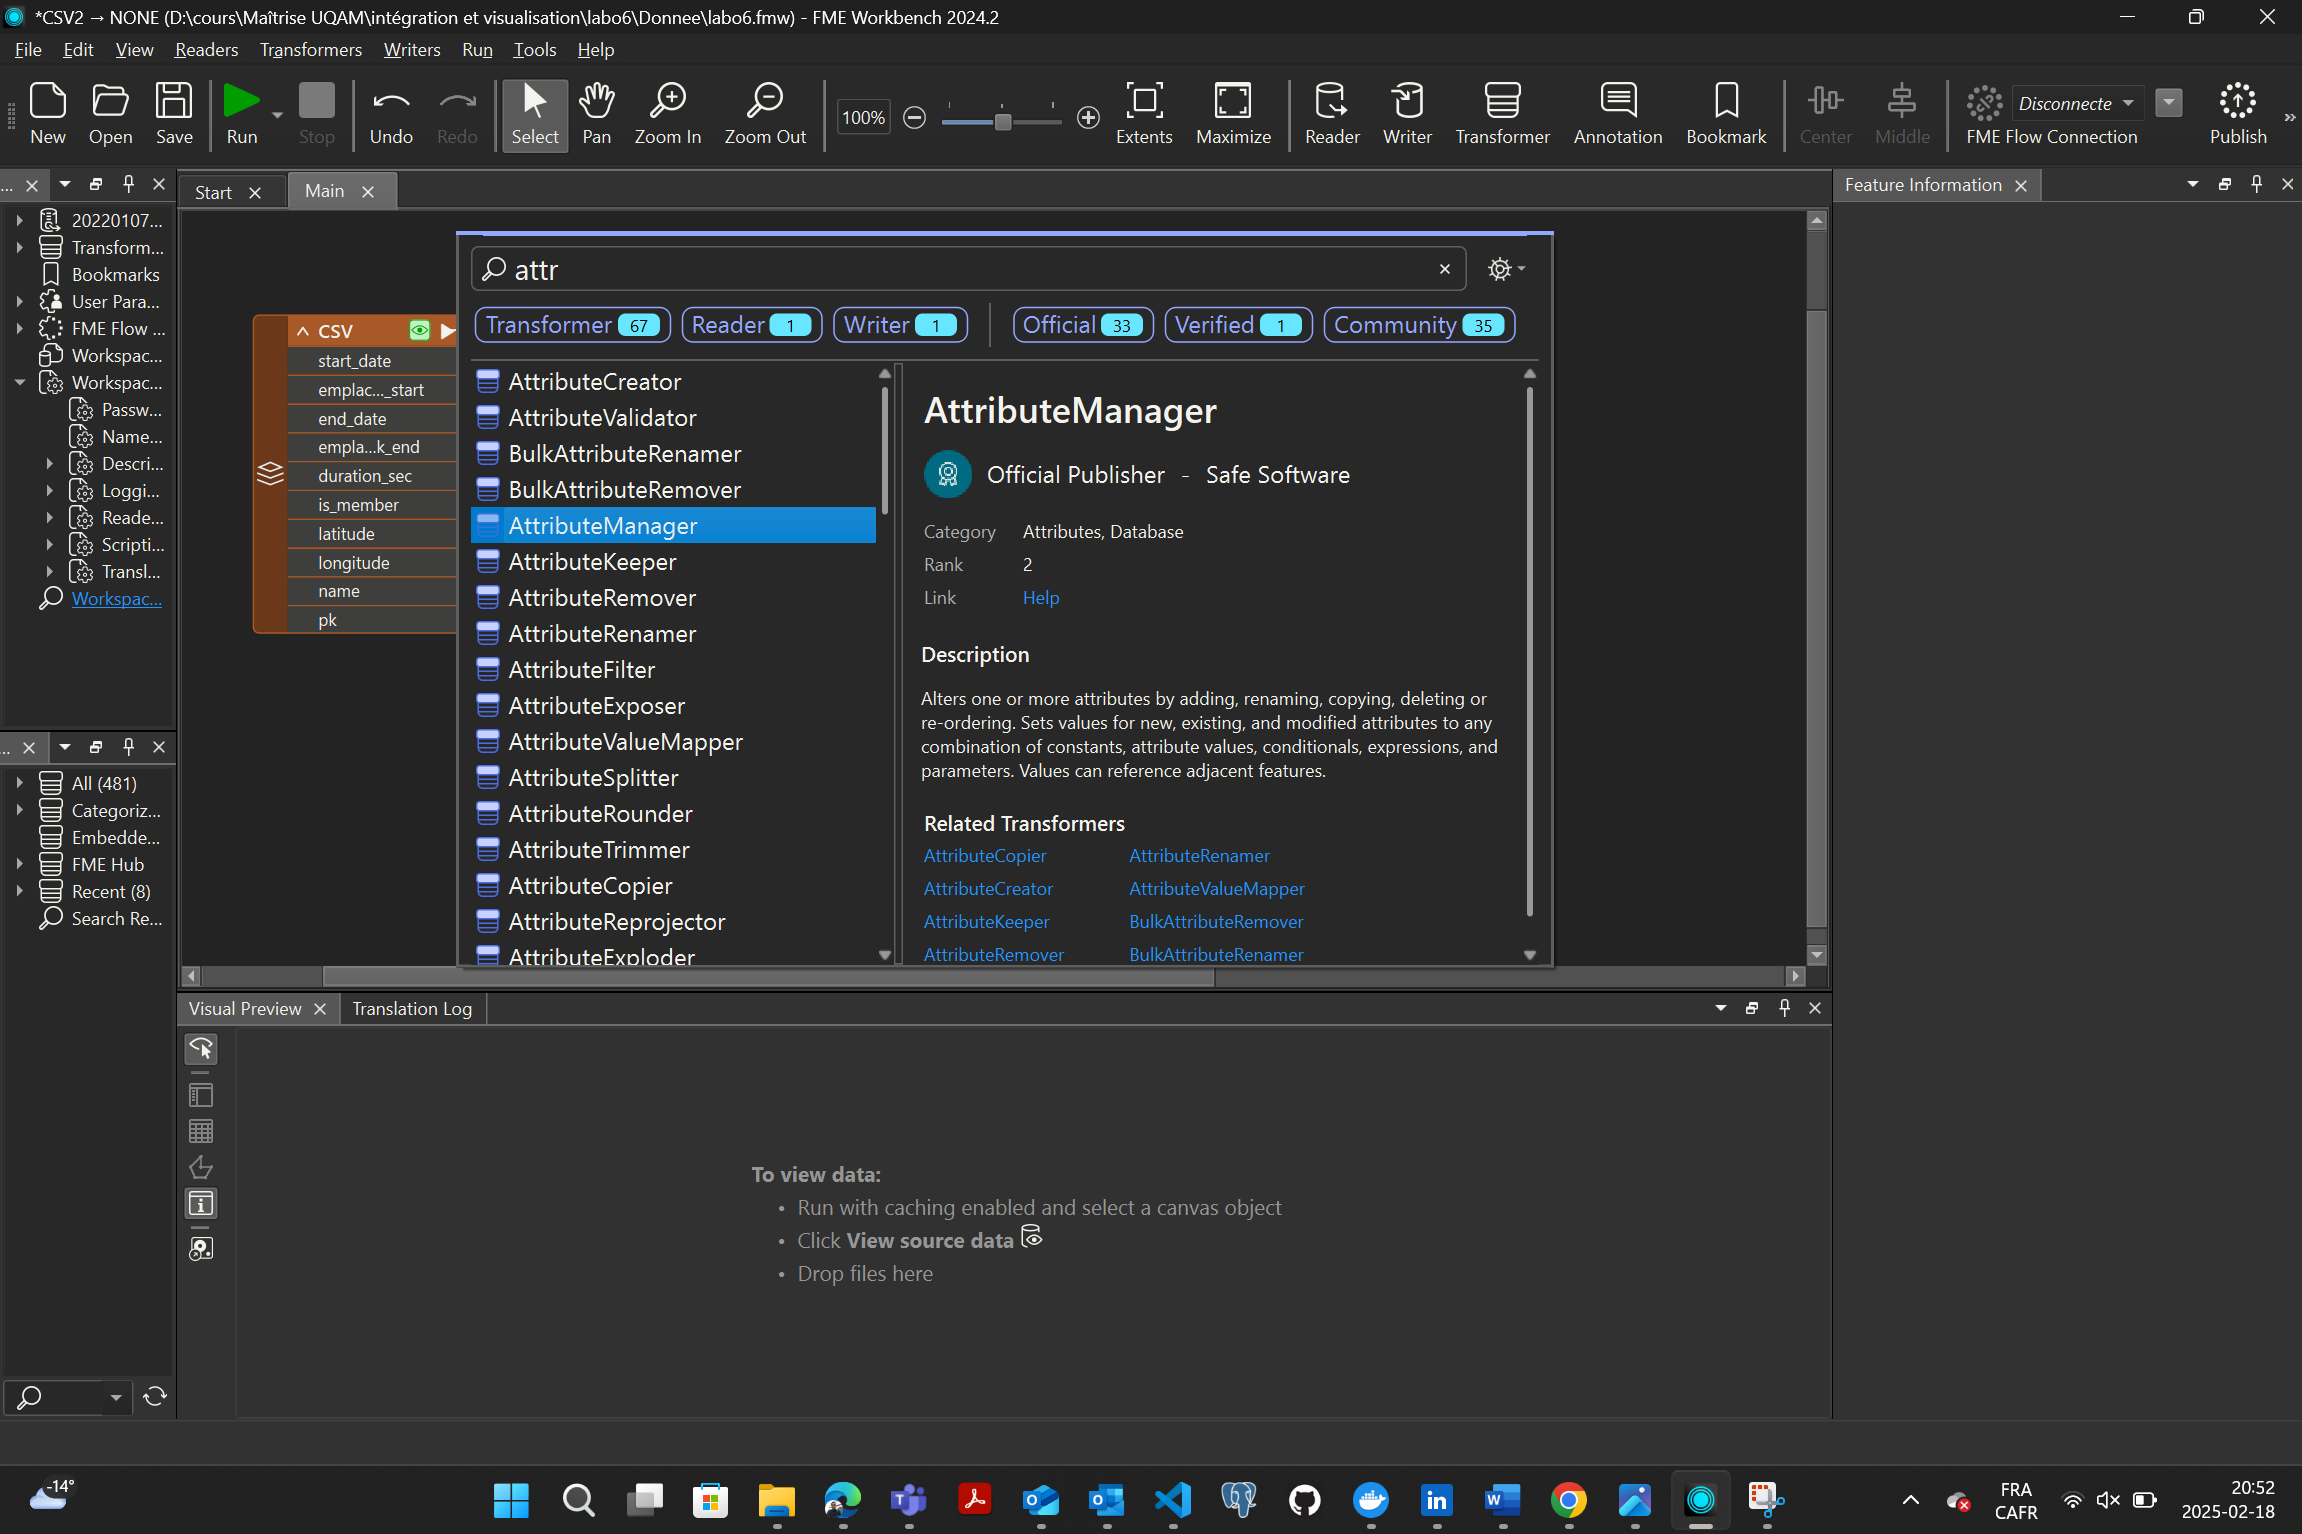 *CSV2 → NONE (D:\cours\Maîtrise UQAM\intégration et visualisation\labo6\Donnee\labo6.fmw) - FME Workbench 2024.2
File Edit View Readers Transformers Writers Run Tools Help
New Open Save Run Stop Undo Redo Select Pan Zoom In Zoom Out 100% Extents Maximize Reader Writer Transformer Annotation Bookmark Center Middle Disconnecte FME Flow Connection Publish »
...
20220107...
Transform...
Bookmarks
User Para...
FME Flow ...
Workspac...
Workspac...
Passw...
Name...
Descri...
Loggi...
Reade...
Scripti...
Transl...
Workspac...
...
All (481)
Categoriz...
Embedde...
FME Hub
Recent (8)
Search Re...
Start
Main
CSV
start_date
emplac..._start
end_date
empla...k_end
duration_sec
is_member
latitude
longitude
name
pk
attr
Transformer 67 Reader 1 Writer 1 Official 33 Verified 1 Community 35
AttributeCreator
AttributeValidator
BulkAttributeRenamer
BulkAttributeRemover
AttributeManager
AttributeKeeper
AttributeRemover
AttributeRenamer
AttributeFilter
AttributeExposer
AttributeValueMapper
AttributeSplitter
AttributeRounder
AttributeTrimmer
AttributeCopier
AttributeReprojector
AttributeExploder
AttributeManager
Official Publisher - Safe Software
Category Attributes, Database
Rank 2
Link Help
Description
Alters one or more attributes by adding, renaming, copying, deleting or
re-ordering. Sets values for new, existing, and modified attributes to any
combination of constants, attribute values, conditionals, expressions, and
parameters. Values can reference adjacent features.
Related Transformers
AttributeCopier AttributeRenamer
AttributeCreator AttributeValueMapper
AttributeKeeper BulkAttributeRemover
AttributeRemover BulkAttributeRenamer
Feature Information
Visual Preview
Translation Log
To view data:
• Run with caching enabled and select a canvas object
• Click View source data
• Drop files here
-14°
FRA
CAFR
20:52
2025-02-18